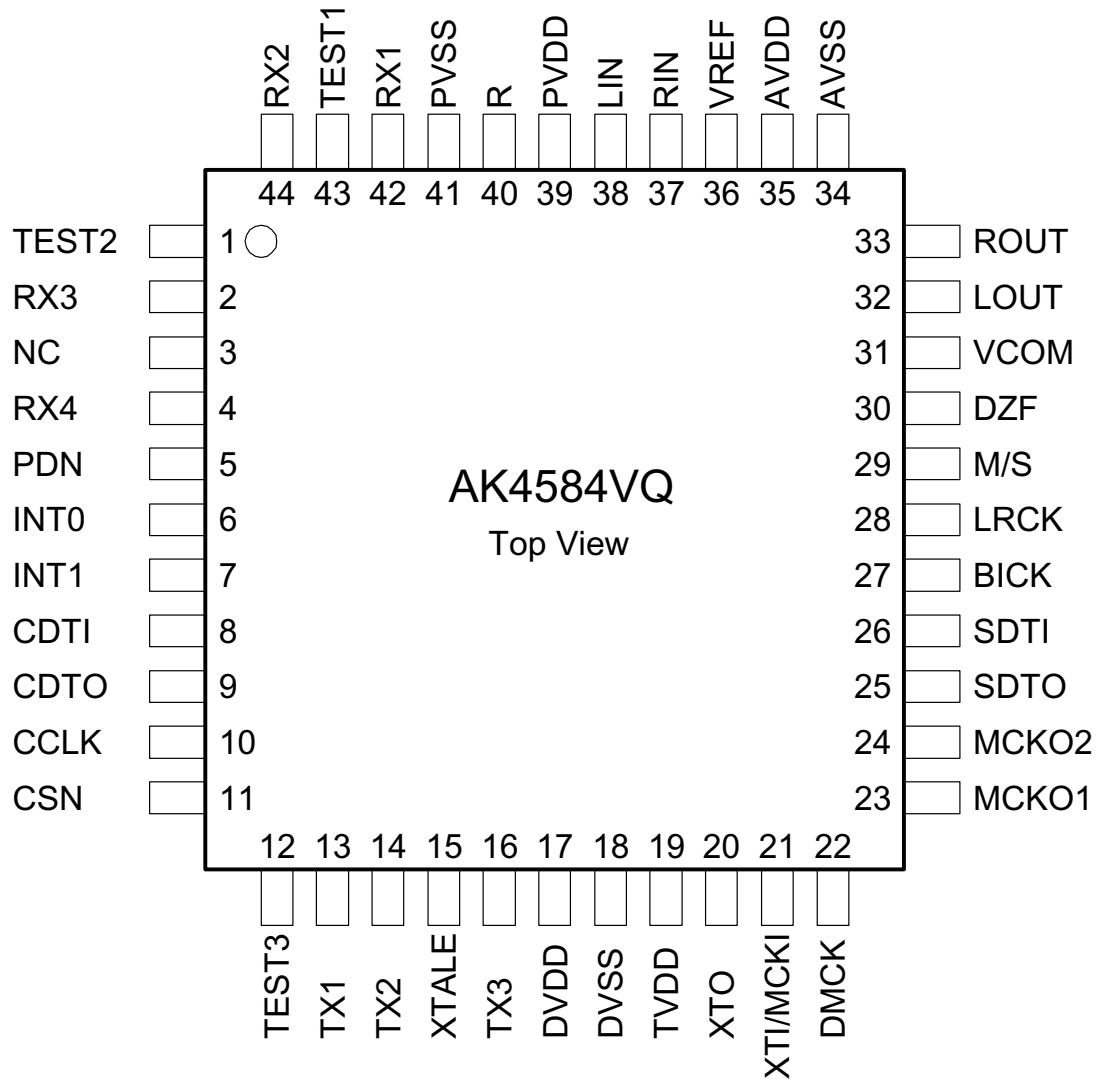 RX2 TEST1 RX1 PVSS R PVDD LIN RIN VREF AVDD AVSS
44 43 42 41 40 39 38 37 36 35 34
TEST2 1 33 ROUT
RX3 2 32 LOUT
NC 3 31 VCOM
RX4 4 30 DZF
PDN 5 29 M/S
AK4584VQ
INT0 6 28 LRCK
Top View
INT1 7 27 BICK
CDTI 8 26 SDTI
CDTO 9 25 SDTO
CCLK 10 24 MCKO2
CSN 11 23 MCKO1
12 13 14 15 16 17 18 19 20 21 22
TEST3 TX1 TX2 XTALE TX3 DVDD DVSS TVDD XTO XTI/MCKI DMCK